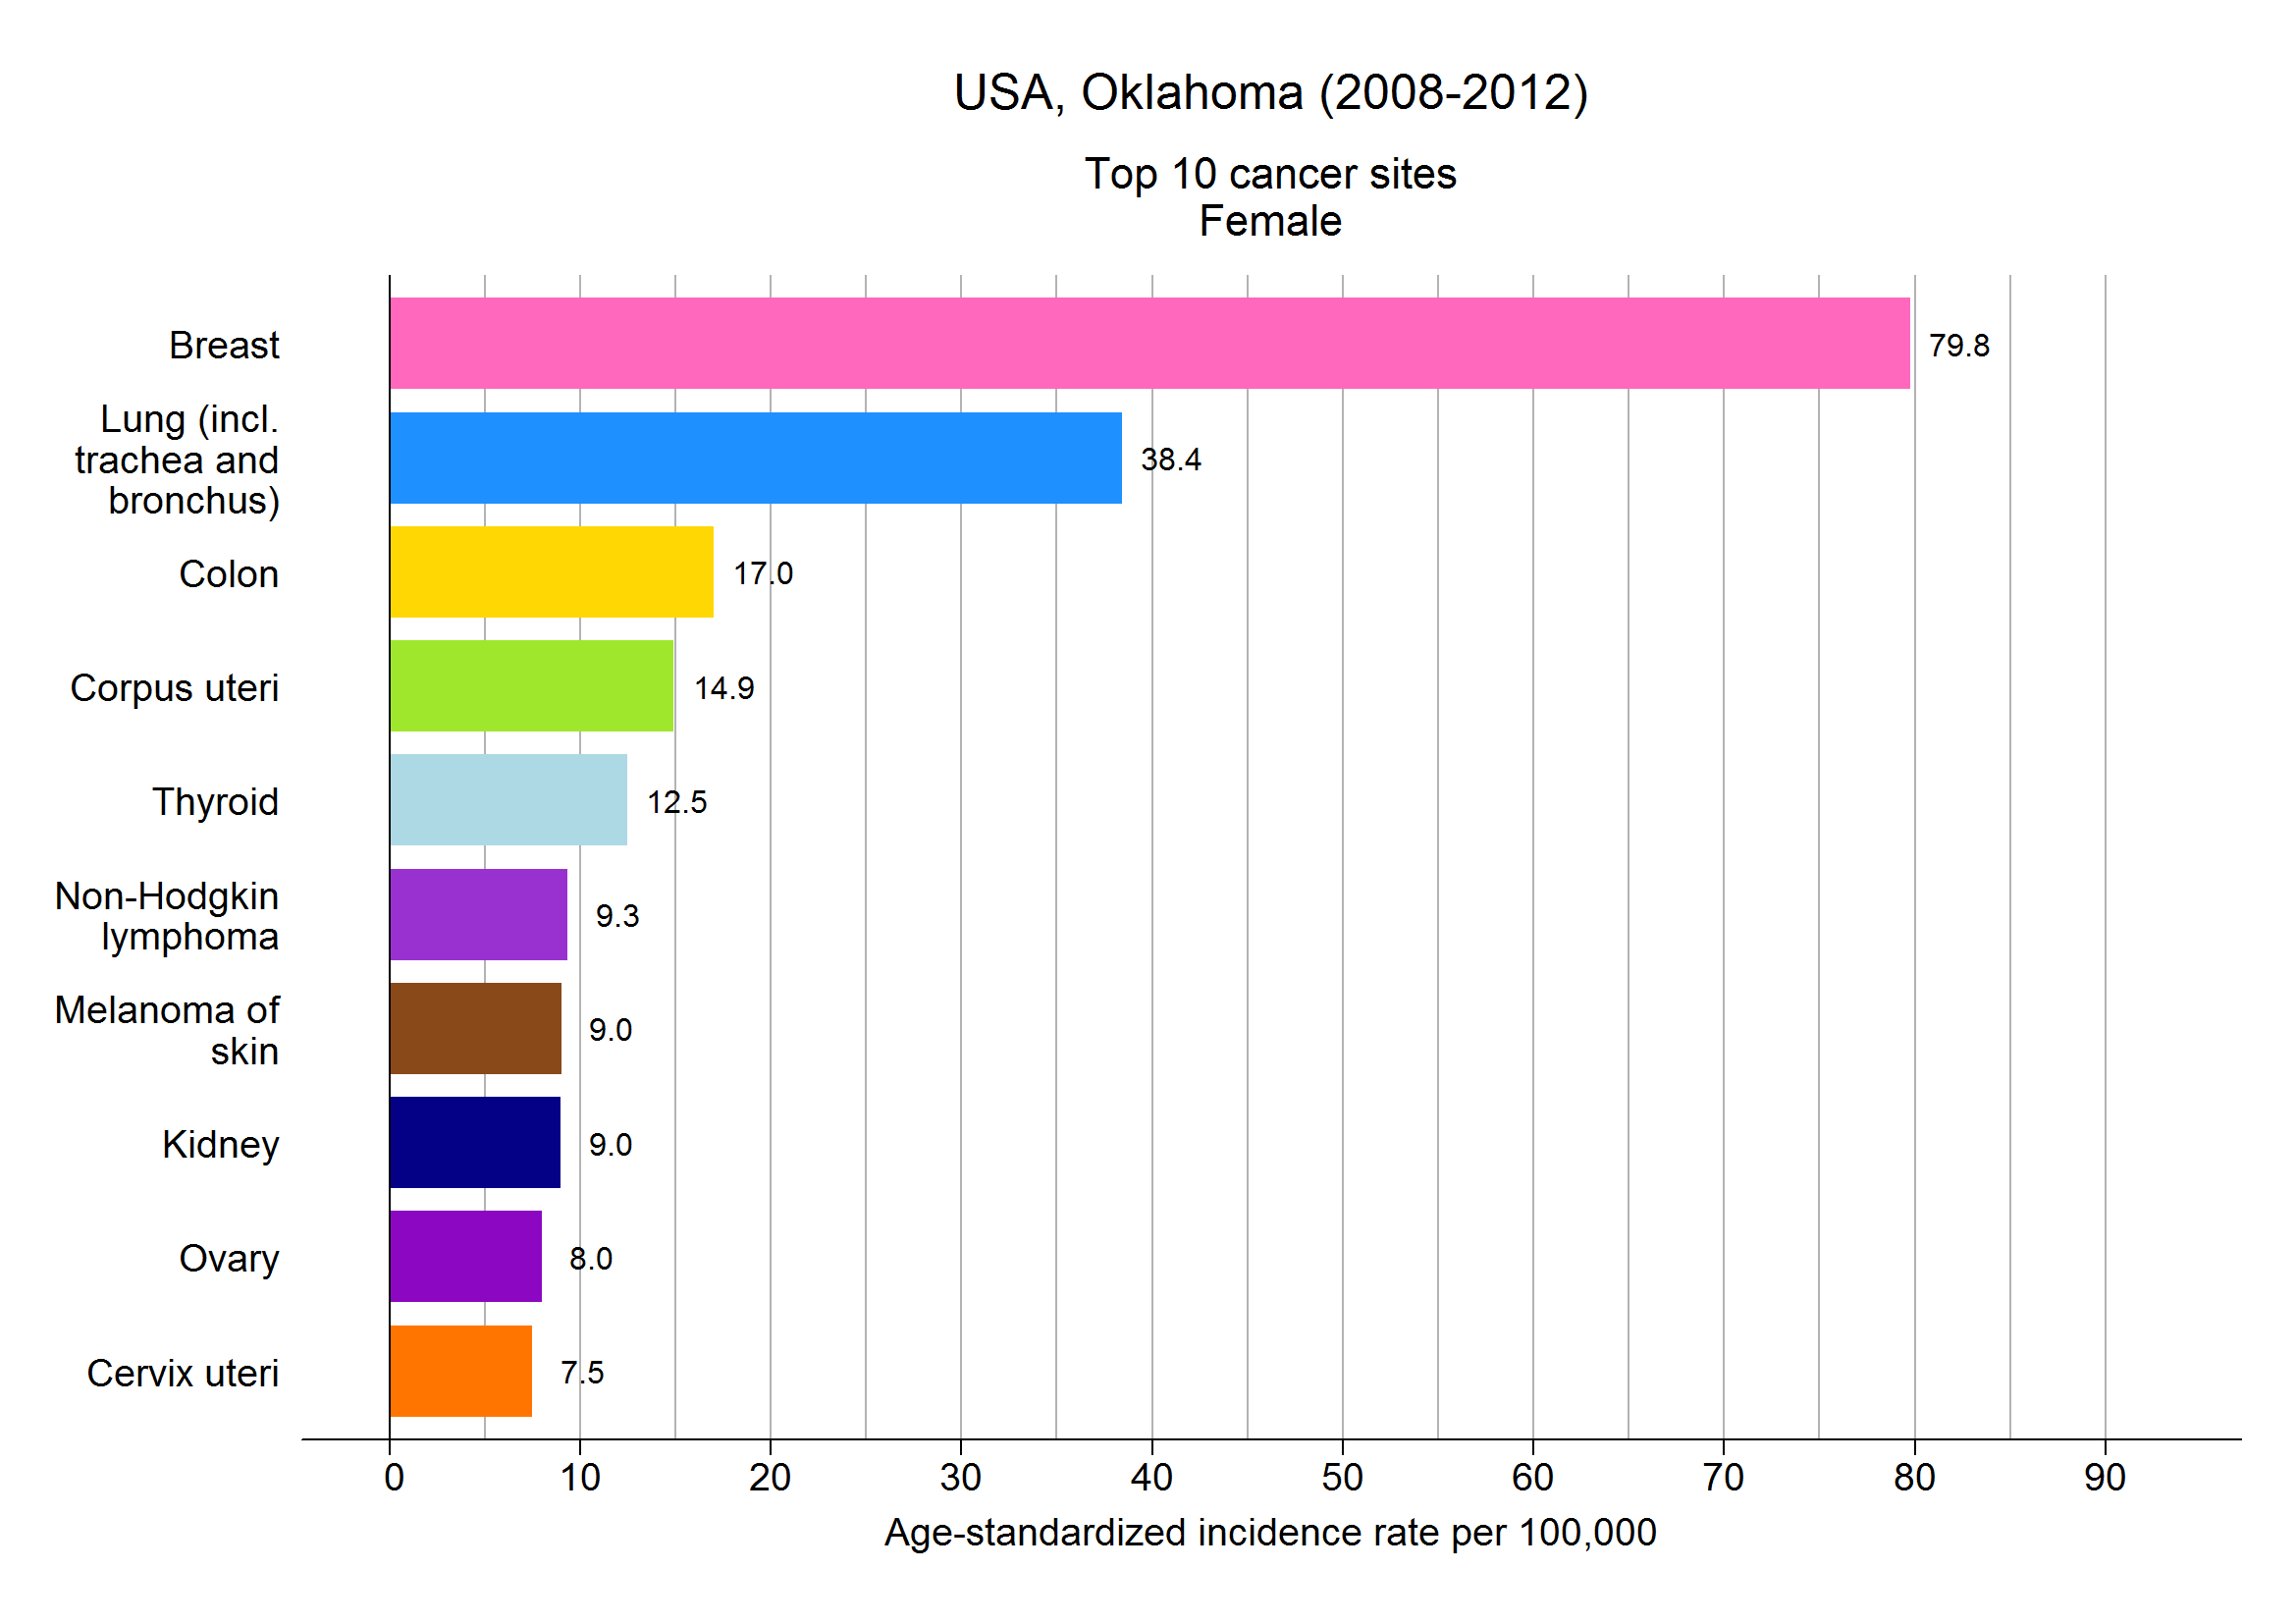 USA, Oklahoma (2008-2012)
Top 10 cancer sites
Female
Breast
79.8
Lung (incl.
trachea and
bronchus)
38.4
Colon
17.0
Corpus uteri
14.9
Thyroid
12.5
Non-Hodgkin
lymphoma
9.3
Melanoma of
skin
9.0
Kidney
9.0
Ovary
8.0
Cervix uteri
7.5
0 10 20 30 40 50 60 70 80 90
Age-standardized incidence rate per 100,000